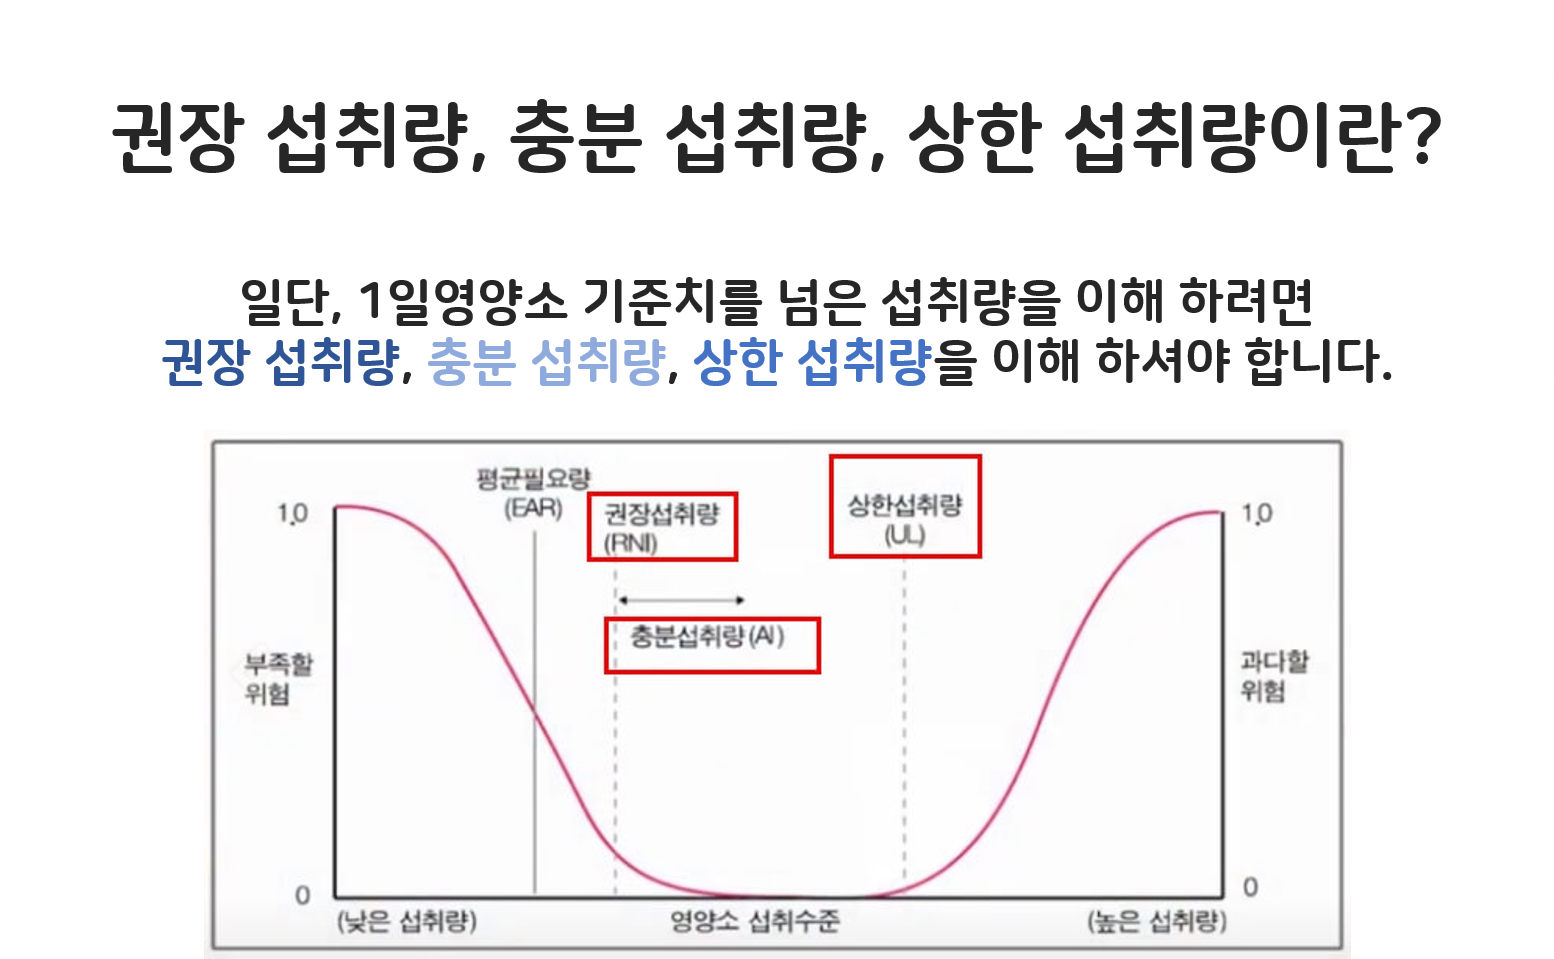 권장 섭취량, 충분 섭취량, 상한 섭취량이란?
일단, 1일영양소 기준치를 넘은 섭취량을 이해 하려면
권장 섭취량, 충분 섭취량, 상한 섭취량을 이해 하셔야 합니다.
평균필요량
(EAR)
권장섭취량
(RNI)
상한섭취량
(UL)
1.0
1.0
충분섭취량(AI)
부족할
위험
과다할
위험
0
0
(낮은 섭취량)
영양소 섭취수준
(높은 섭취량)